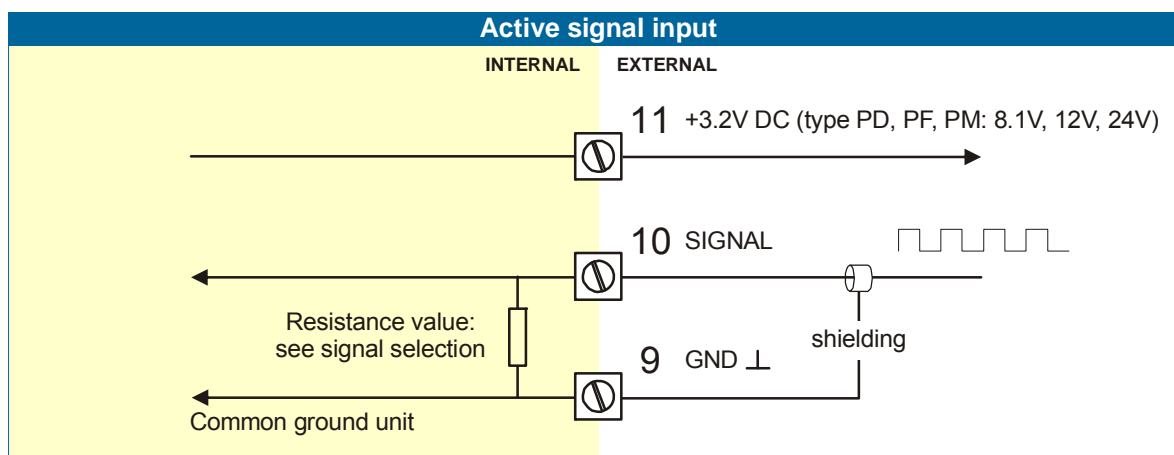 Active signal input
INTERNAL EXTERNAL
11 +3.2V DC (type PD, PF, PM: 8.1V, 12V, 24V)
10 SIGNAL
Resistance value:
see signal selection
shielding
9 GND ⊥
Common ground unit